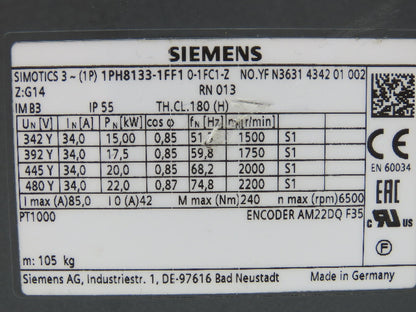 SIEMENS
SIMOTICS 3 ~ (1P) 1PH8133-1FF1 0-1FC1-Z NO.YF N3631 4342 01 002
Z:G14 RN 013
IM B3 IP 55 TH.CL.180 (H)
UN [V] IN [A] PN [kW] cos φ fN [Hz] r/min]
342 Y 34,0 15,00 0,85 1500 S1
392 Y 34,0 17,5 0,85 59,8 1750 S1
445 Y 34,0 20,0 0,85 68,2 2000 S1
480 Y 34,0 22,0 0,87 74,8 2200 S1
I max (A)85,0 I 0 (A)42 M max (Nm)240 n max (rpm) 6500
PT1000 ENCODER AM22DQ F35
m: 105 kg
Siemens AG, Industriestr. 1, DE-97616 Bad Neustadt Made in Germany
CE
EN 60034
EAC
c RU us
F